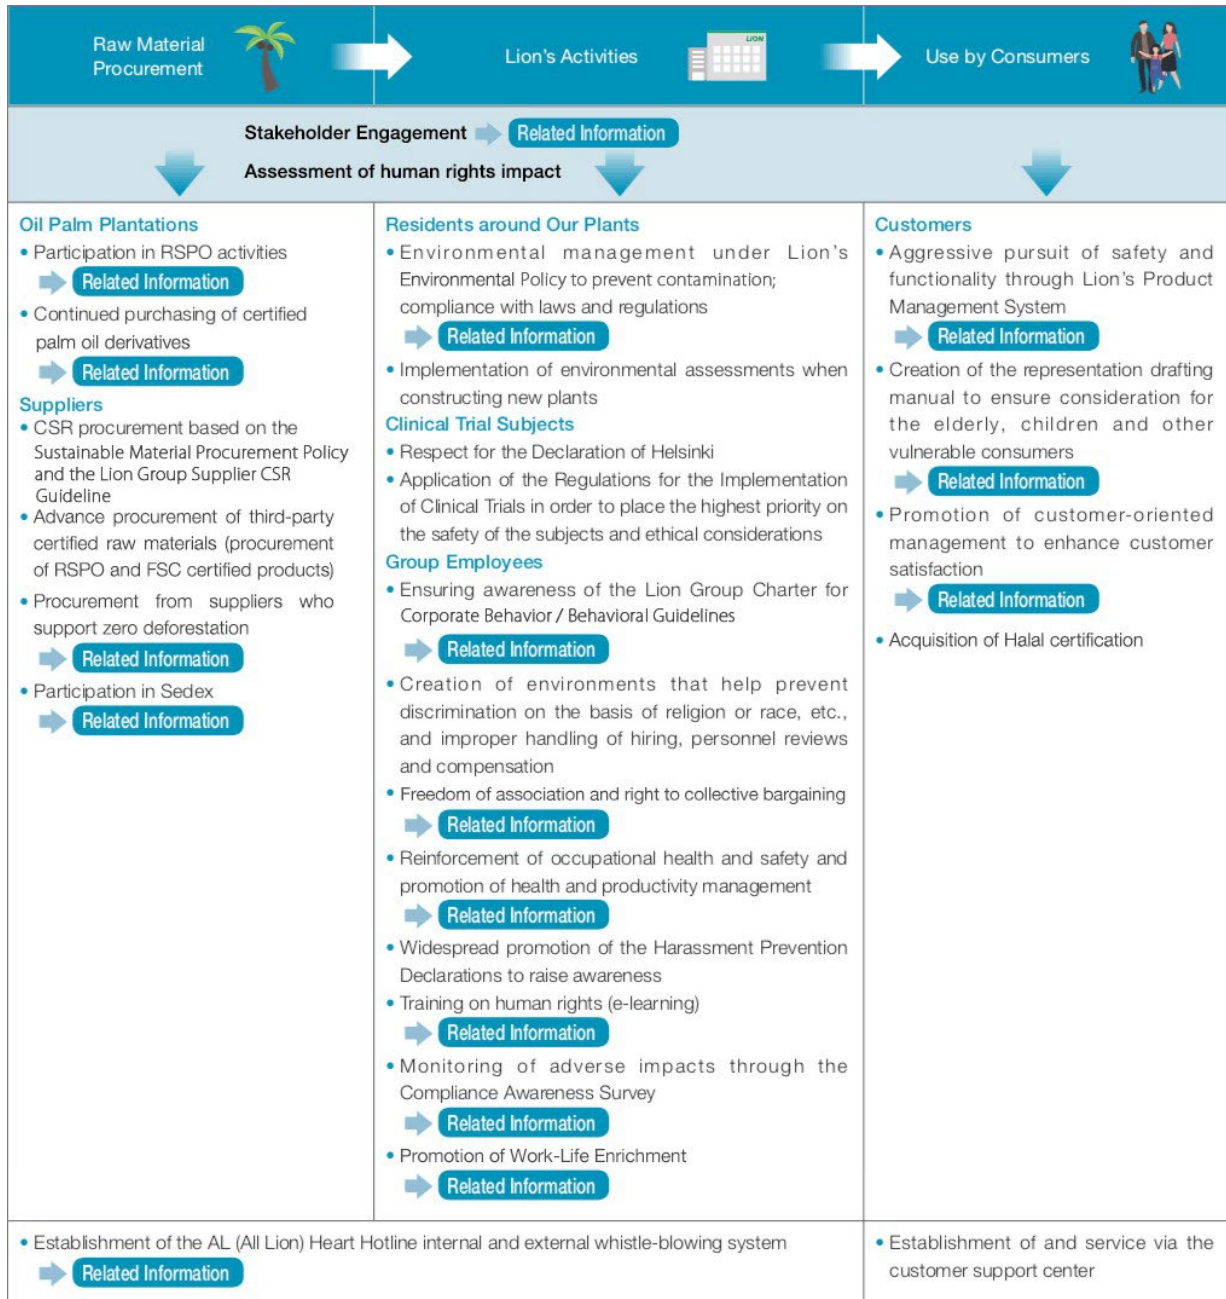 Raw Material
Procurement
Lion's Activities
LION
Use by Consumers
Stakeholder Engagement Related Information
Assessment of human rights impact
Oil Palm Plantations
• Participation in RSPO activities
Related Information
• Continued purchasing of certified
palm oil derivatives
Related Information
Suppliers
• CSR procurement based on the
Sustainable Material Procurement Policy
and the Lion Group Supplier CSR
Guideline
• Advance procurement of third-party
certified raw materials (procurement
of RSPO and FSC certified products)
• Procurement from suppliers who
support zero deforestation
Related Information
• Participation in Sedex
Related Information
Residents around Our Plants
• Environmental management under Lion's
Environmental Policy to prevent contamination;
compliance with laws and regulations
Related Information
• Implementation of environmental assessments when
constructing new plants
Clinical Trial Subjects
• Respect for the Declaration of Helsinki
• Application of the Regulations for the Implementation
of Clinical Trials in order to place the highest priority on
the safety of the subjects and ethical considerations
Group Employees
• Ensuring awareness of the Lion Group Charter for
Corporate Behavior / Behavioral Guidelines
Related Information
• Creation of environments that help prevent
discrimination on the basis of religion or race, etc.,
and improper handling of hiring, personnel reviews
and compensation
• Freedom of association and right to collective bargaining
Related Information
• Reinforcement of occupational health and safety and
promotion of health and productivity management
Related Information
• Widespread promotion of the Harassment Prevention
Declarations to raise awareness
• Training on human rights (e-learning)
Related Information
• Monitoring of adverse impacts through the
Compliance Awareness Survey
Related Information
• Promotion of Work-Life Enrichment
Related Information
Customers
• Aggressive pursuit of safety and
functionality through Lion's Product
Management System
Related Information
• Creation of the representation drafting
manual to ensure consideration for
the elderly, children and other
vulnerable consumers
Related Information
• Promotion of customer-oriented
management to enhance customer
satisfaction
Related Information
• Acquisition of Halal certification
• Establishment of the AL (All Lion) Heart Hotline internal and external whistle-blowing system
Related Information
• Establishment of and service via the
customer support center